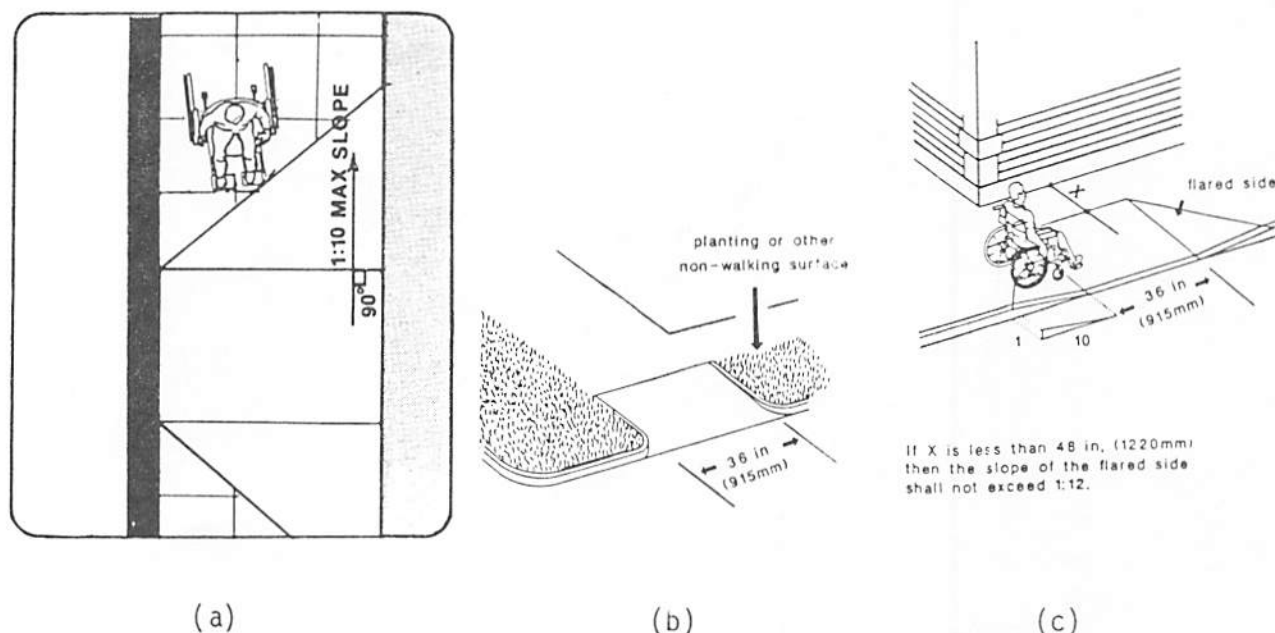 1:10 MAX SLOPE
90°
(a)
planting or other
non-walking surface
36 in
(915mm)
(b)
X
flared side
36 in
(915mm)
1
10
If X is less than 48 in, (1220mm)
then the slope of the flared side
shall not exceed 1:12.
(c)